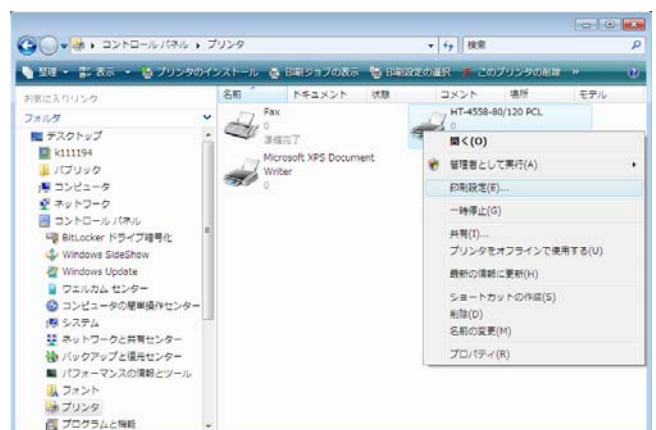 コントロール パネル ▸ プリンタ
検索
整理 表示 プリンタのインストール 印刷ジョブの表示 印刷設定の選択 このプリンタの削除 »
お気に入りリンク
フォルダ
デスクトップ
k111194
パブリック
コンピュータ
ネットワーク
コントロール パネル
BitLocker ドライブ暗号化
Windows SideShow
Windows Update
ウェルカム センター
コンピュータの簡単操作センター
システム
ネットワークと共有センター
バックアップと復元センター
パフォーマンスの情報とツール
フォント
プリンタ
プログラムと機能
名前 ドキュメント 状態 コメント 場所 モデル
Fax
0
準備完了
Microsoft XPS Document
Writer
0
HT-4558-80/120 PCL
0
開く(O)
管理者として実行(A)
印刷設定(E)...
一時停止(G)
共有(T)...
プリンタをオフラインで使用する(U)
最新の情報に更新(H)
ショートカットの作成(S)
削除(D)
名前の変更(M)
プロパティ(R)